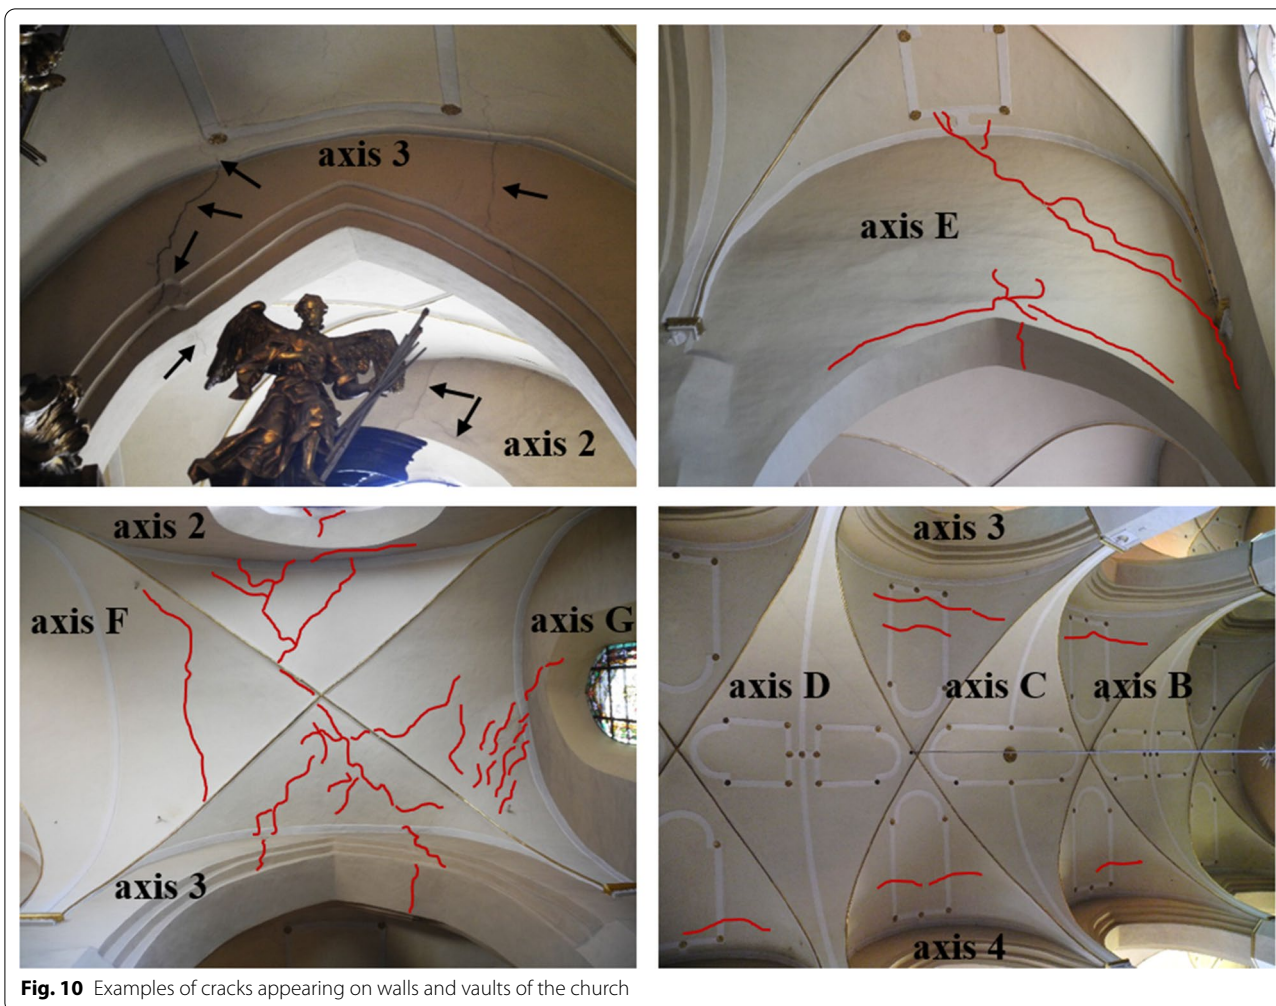 axis 3
axis 2
axis E
axis 2
axis F
axis G
axis 3
axis 3
axis D
axis C
axis B
axis 4
Fig. 10 Examples of cracks appearing on walls and vaults of the church